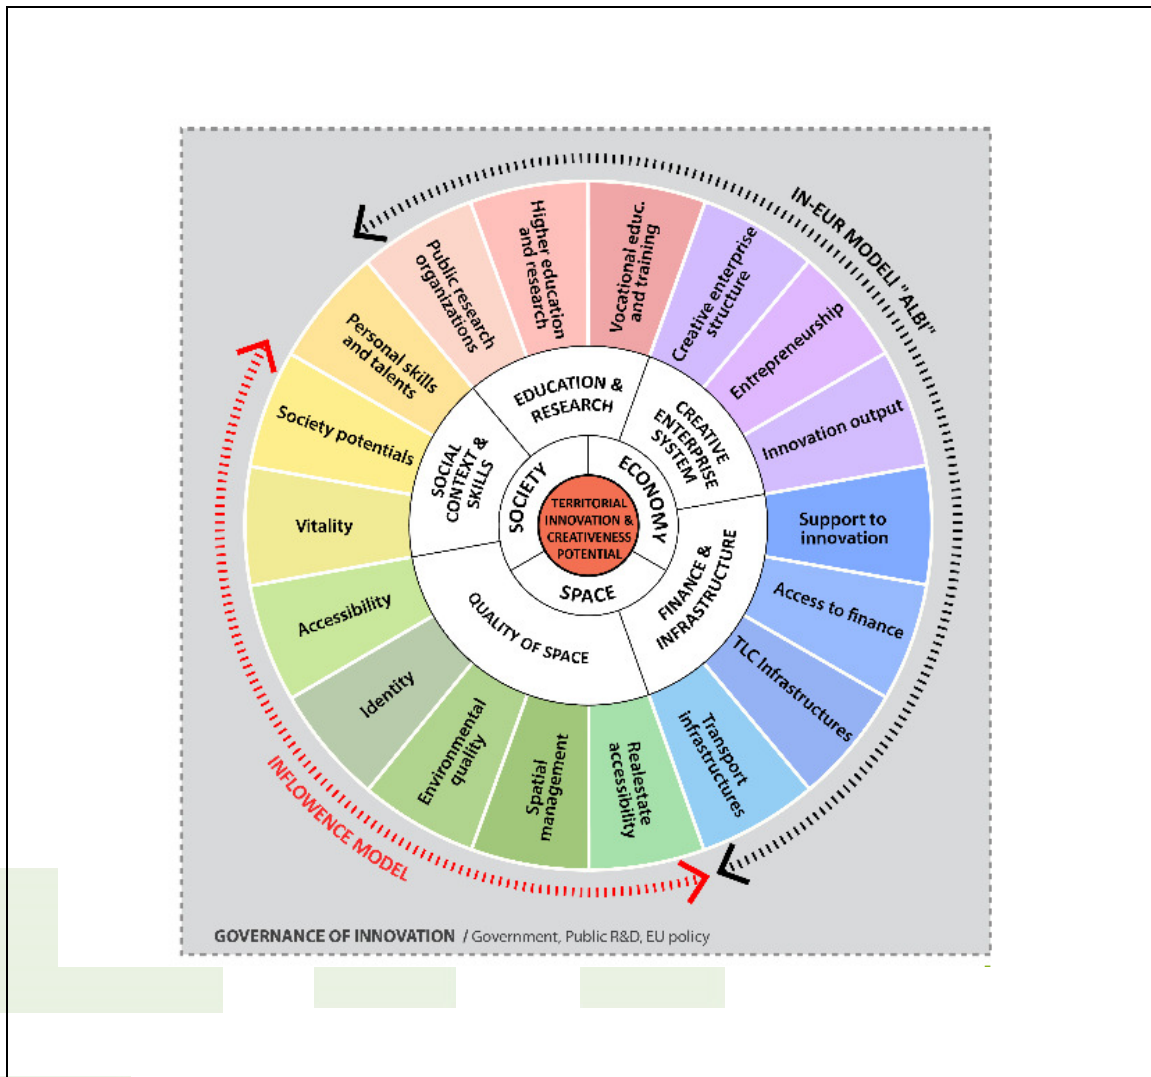 IN-EUR MODELI "ALBI"
Public research
organizations
Higher education
and research
Vocational educ.
and training
Creative enterprise
structure
Entrepreneurship
Innovation output
Support to
innovation
Access to finance
TLC Infrastructures
Transport
infrastructures
Realestate
accessibility
Spatial
management
Environmental
quality
Identity
Accessibility
Vitality
Society potentials
Personal skills
and talents
EDUCATION &
RESEARCH
CREATIVE
ENTERPRISE
SYSTEM
FINANCE &
INFRASTRUCTURE
QUALITY OF SPACE
SOCIAL
CONTEXT &
SKILLS
SOCIETY
ECONOMY
SPACE
TERRITORIAL
INNOVATION &
CREATIVENESS
POTENTIAL
INFLOWENCE MODEL
GOVERNANCE OF INNOVATION / Government, Public R&D, EU policy